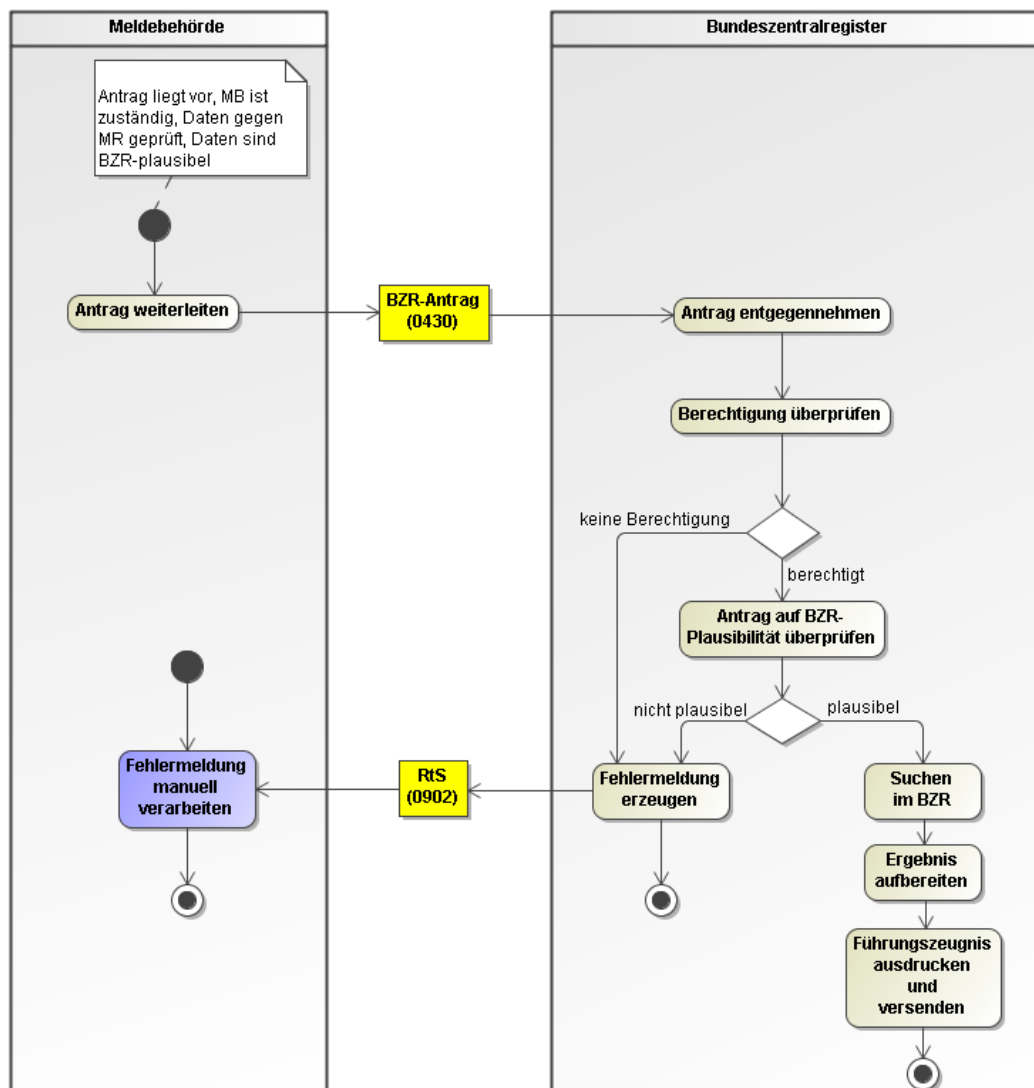 Meldebehörde
Bundeszentralregister
Antrag liegt vor, MB ist
zuständig, Daten gegen
MR geprüft, Daten sind
BZR-plausibel
Antrag weiterleiten
BZR-Antrag
(0430)
Antrag entgegennehmen
Berechtigung überprüfen
keine Berechtigung
berechtigt
Antrag auf BZR-
Plausibilität überprüfen
nicht plausibel
plausibel
Fehlermeldung
manuell
verarbeiten
RtS
(0902)
Fehlermeldung
erzeugen
Suchen
im BZR
Ergebnis
aufbereiten
Führungszeugnis
ausdrucken
und
versenden